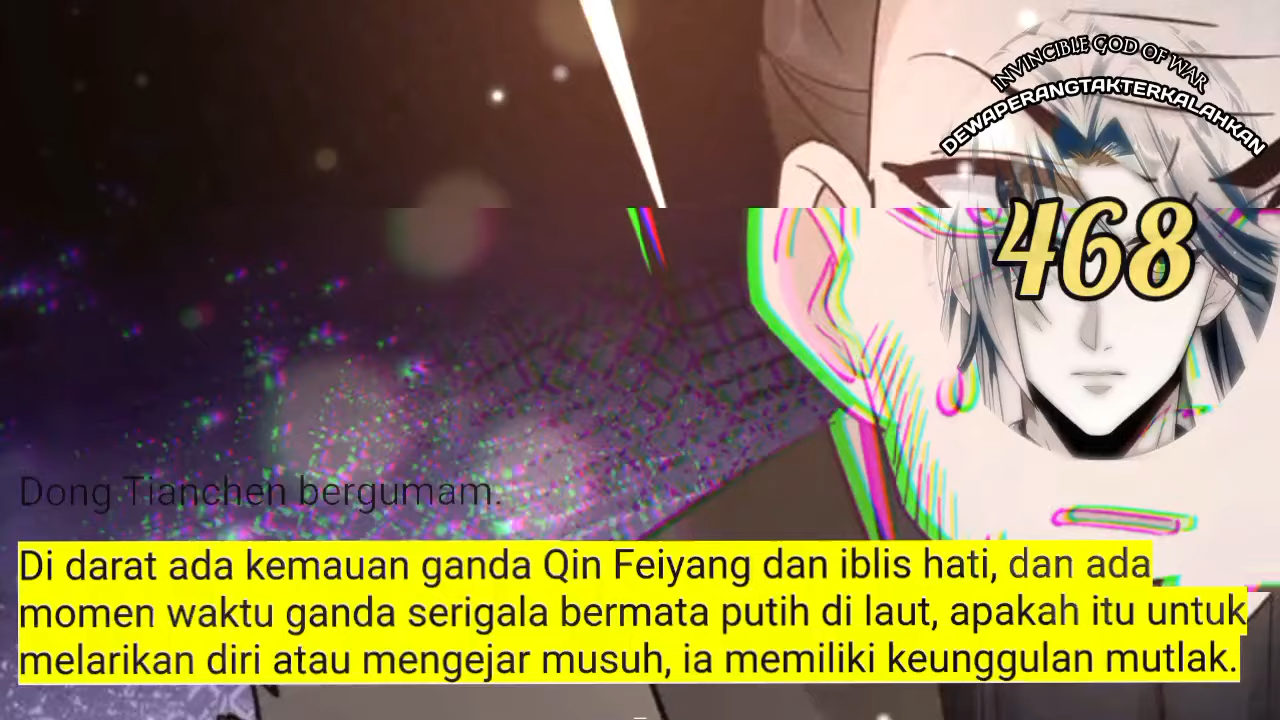 INVINCIBLE GOD OF WAR
DEWAPERANGTAKTERKALAHKAN
468
Dong Tianchen bergumam.
Di darat ada kemauan ganda Qin Feiyang dan iblis hati, dan ada
momen waktu ganda serigala bermata putih di laut, apakah itu untuk
melarikan diri atau mengejar musuh, ia memiliki keunggulan mutlak.